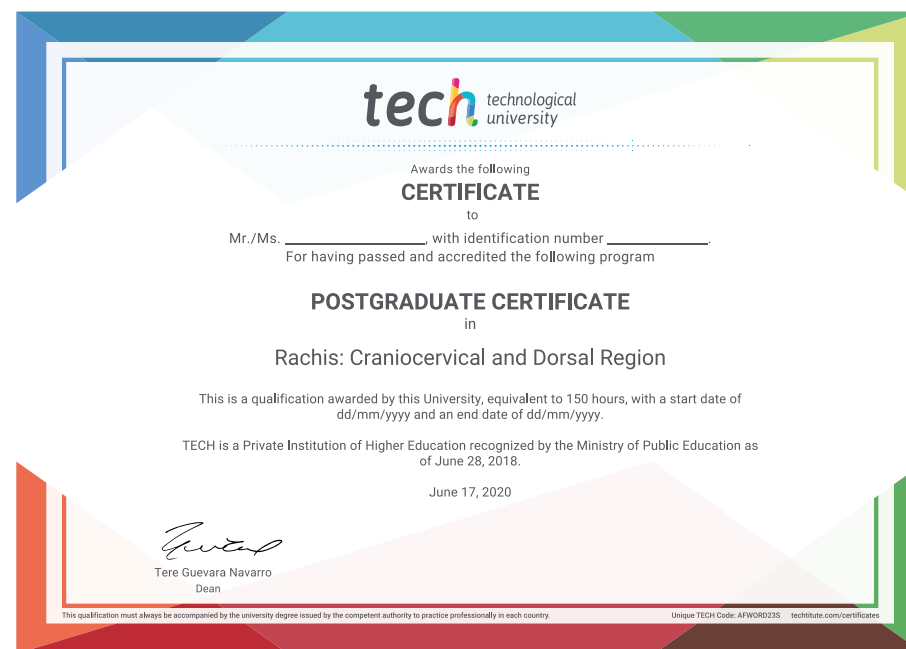 tech technological
university
Awards the following
CERTIFICATE
to
Mr./Ms. ____________________, with identification number ______________.
For having passed and accredited the following program
POSTGRADUATE CERTIFICATE
in
Rachis: Craniocervical and Dorsal Region
This is a qualification awarded by this University, equivalent to 150 hours, with a start date of
dd/mm/yyyy and an end date of dd/mm/yyyy.
TECH is a Private Institution of Higher Education recognized by the Ministry of Public Education as
of June 28, 2018.
June 17, 2020
Tere Guevara Navarro
Dean
This qualification must always be accompanied by the university degree issued by the competent authority to practice professionally in each country.
Unique TECH Code: AFWORD23S techtitute.com/certificates